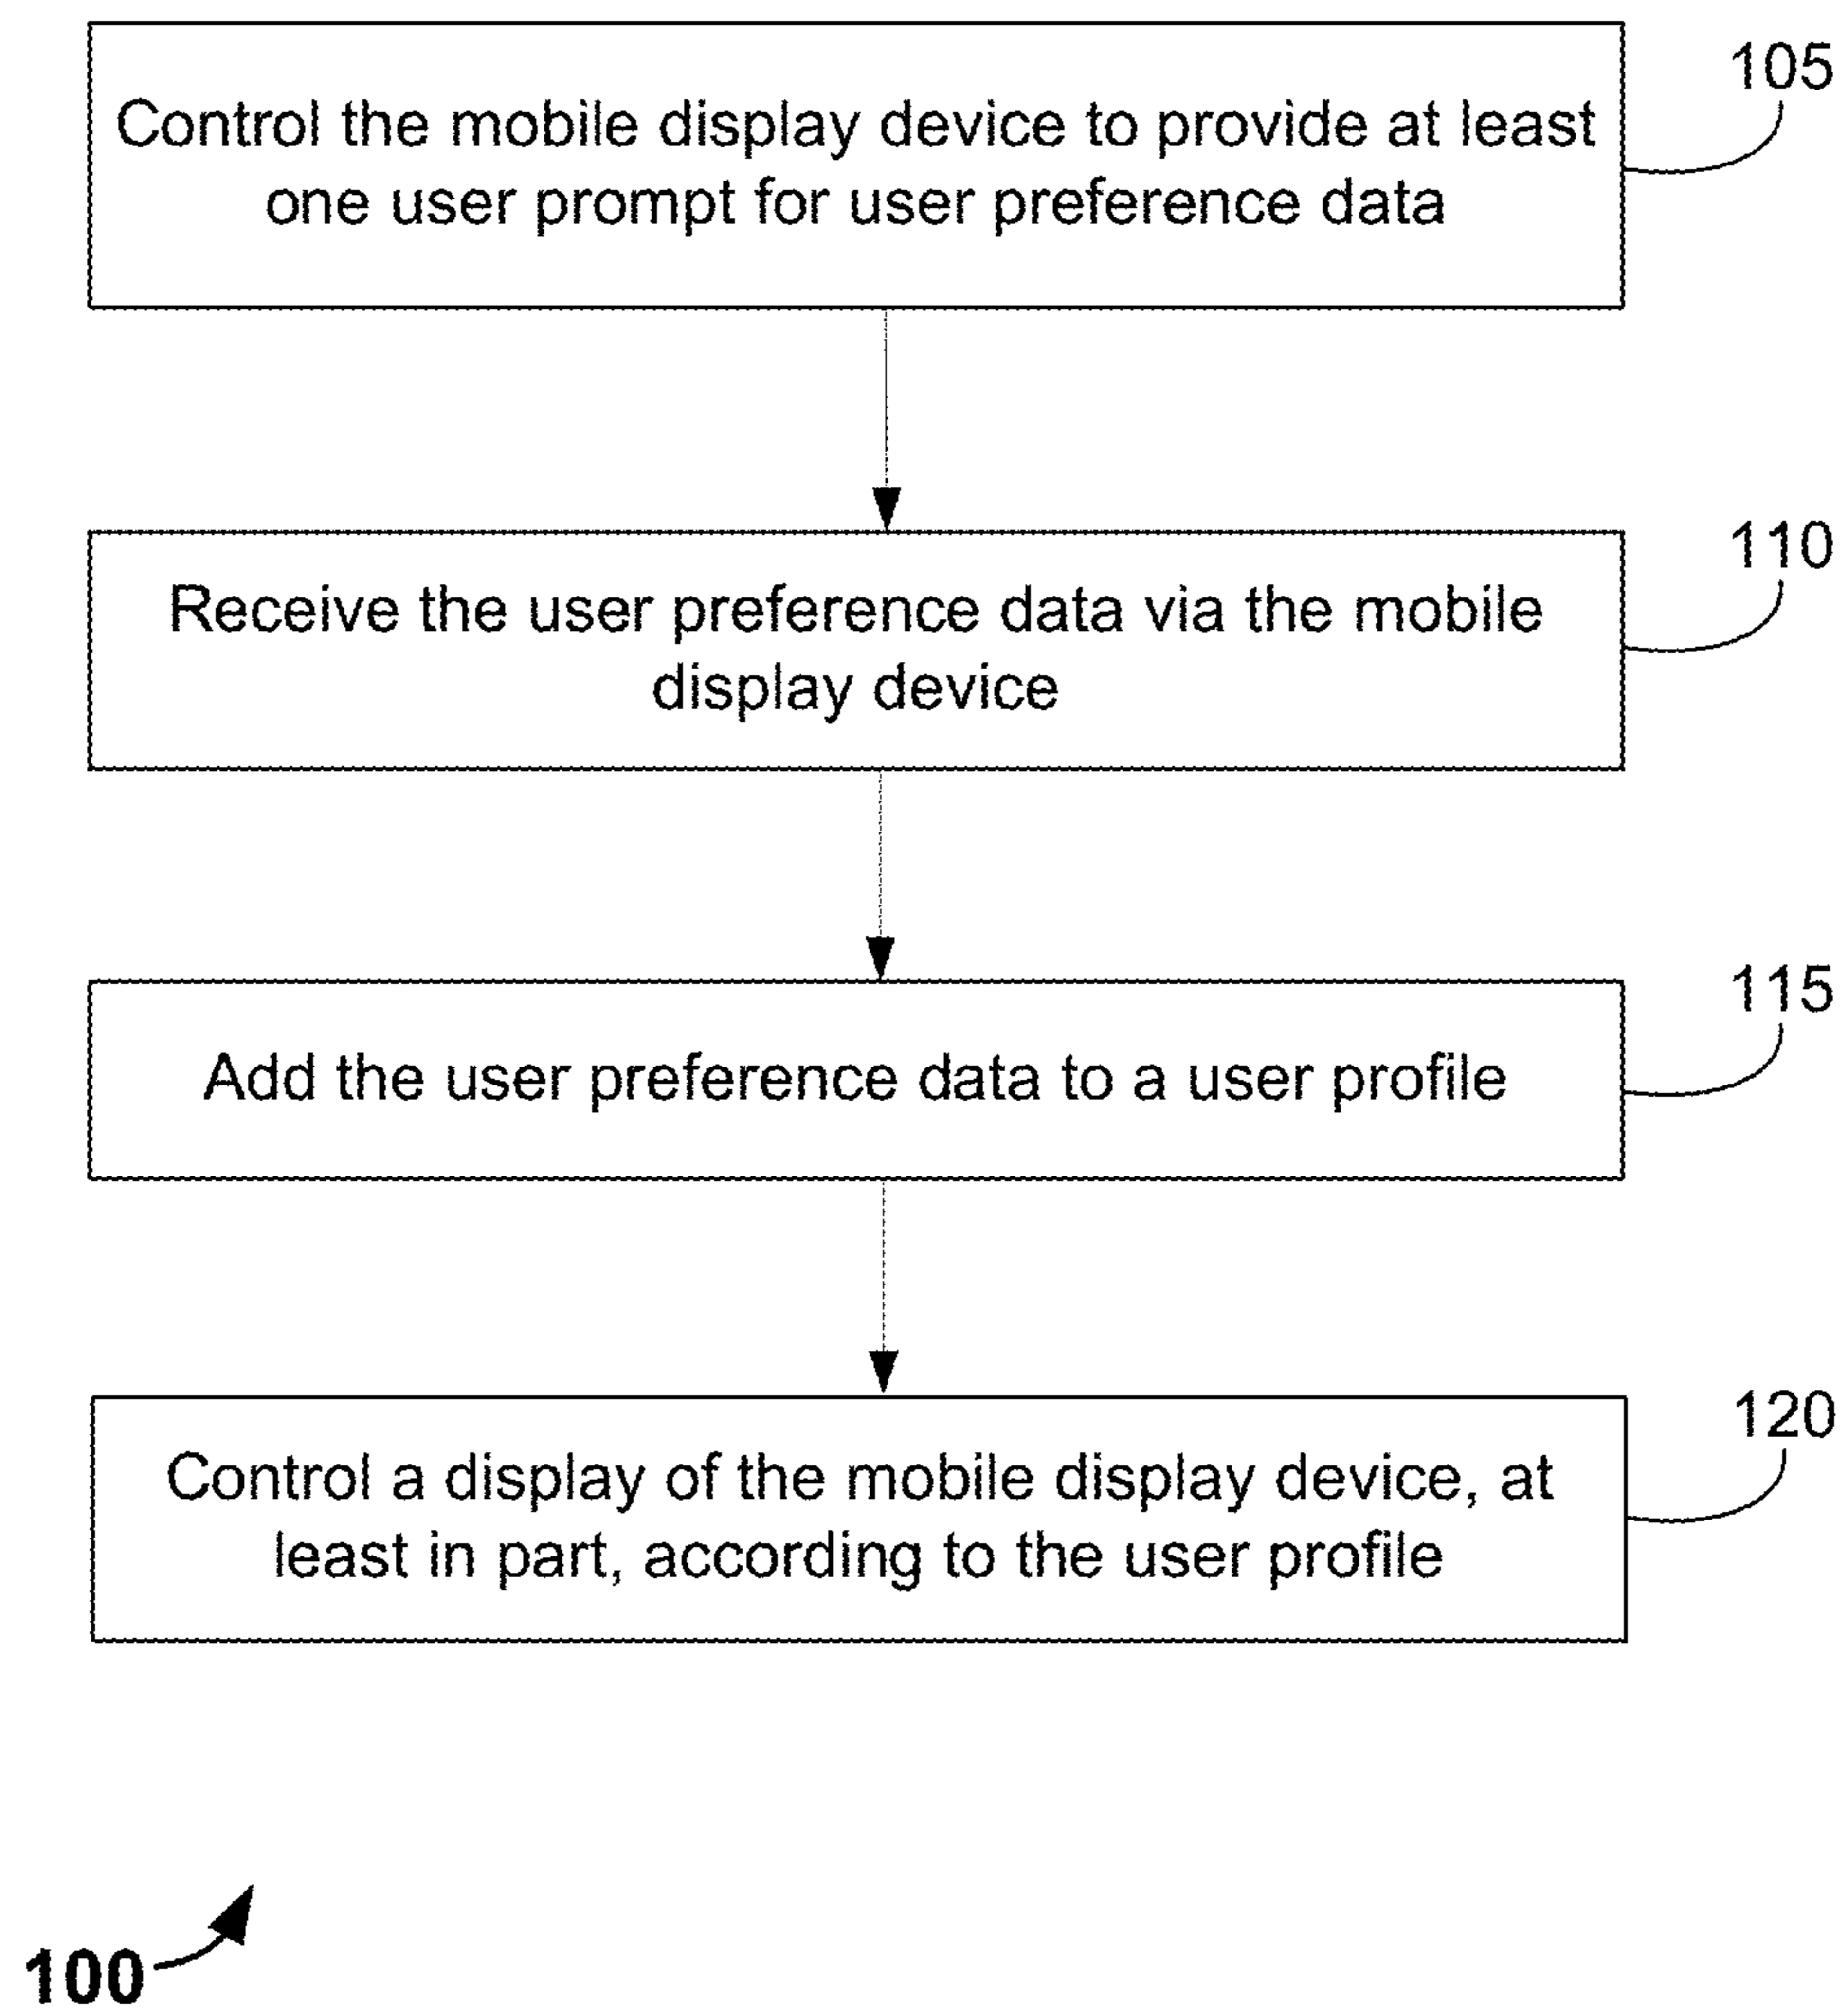 Control the mobile display device to provide at least
one user prompt for user preference data
105
Receive the user preference data via the mobile
display device
110
Add the user preference data to a user profile
115
Control a display of the mobile display device, at
least in part, according to the user profile
120
100